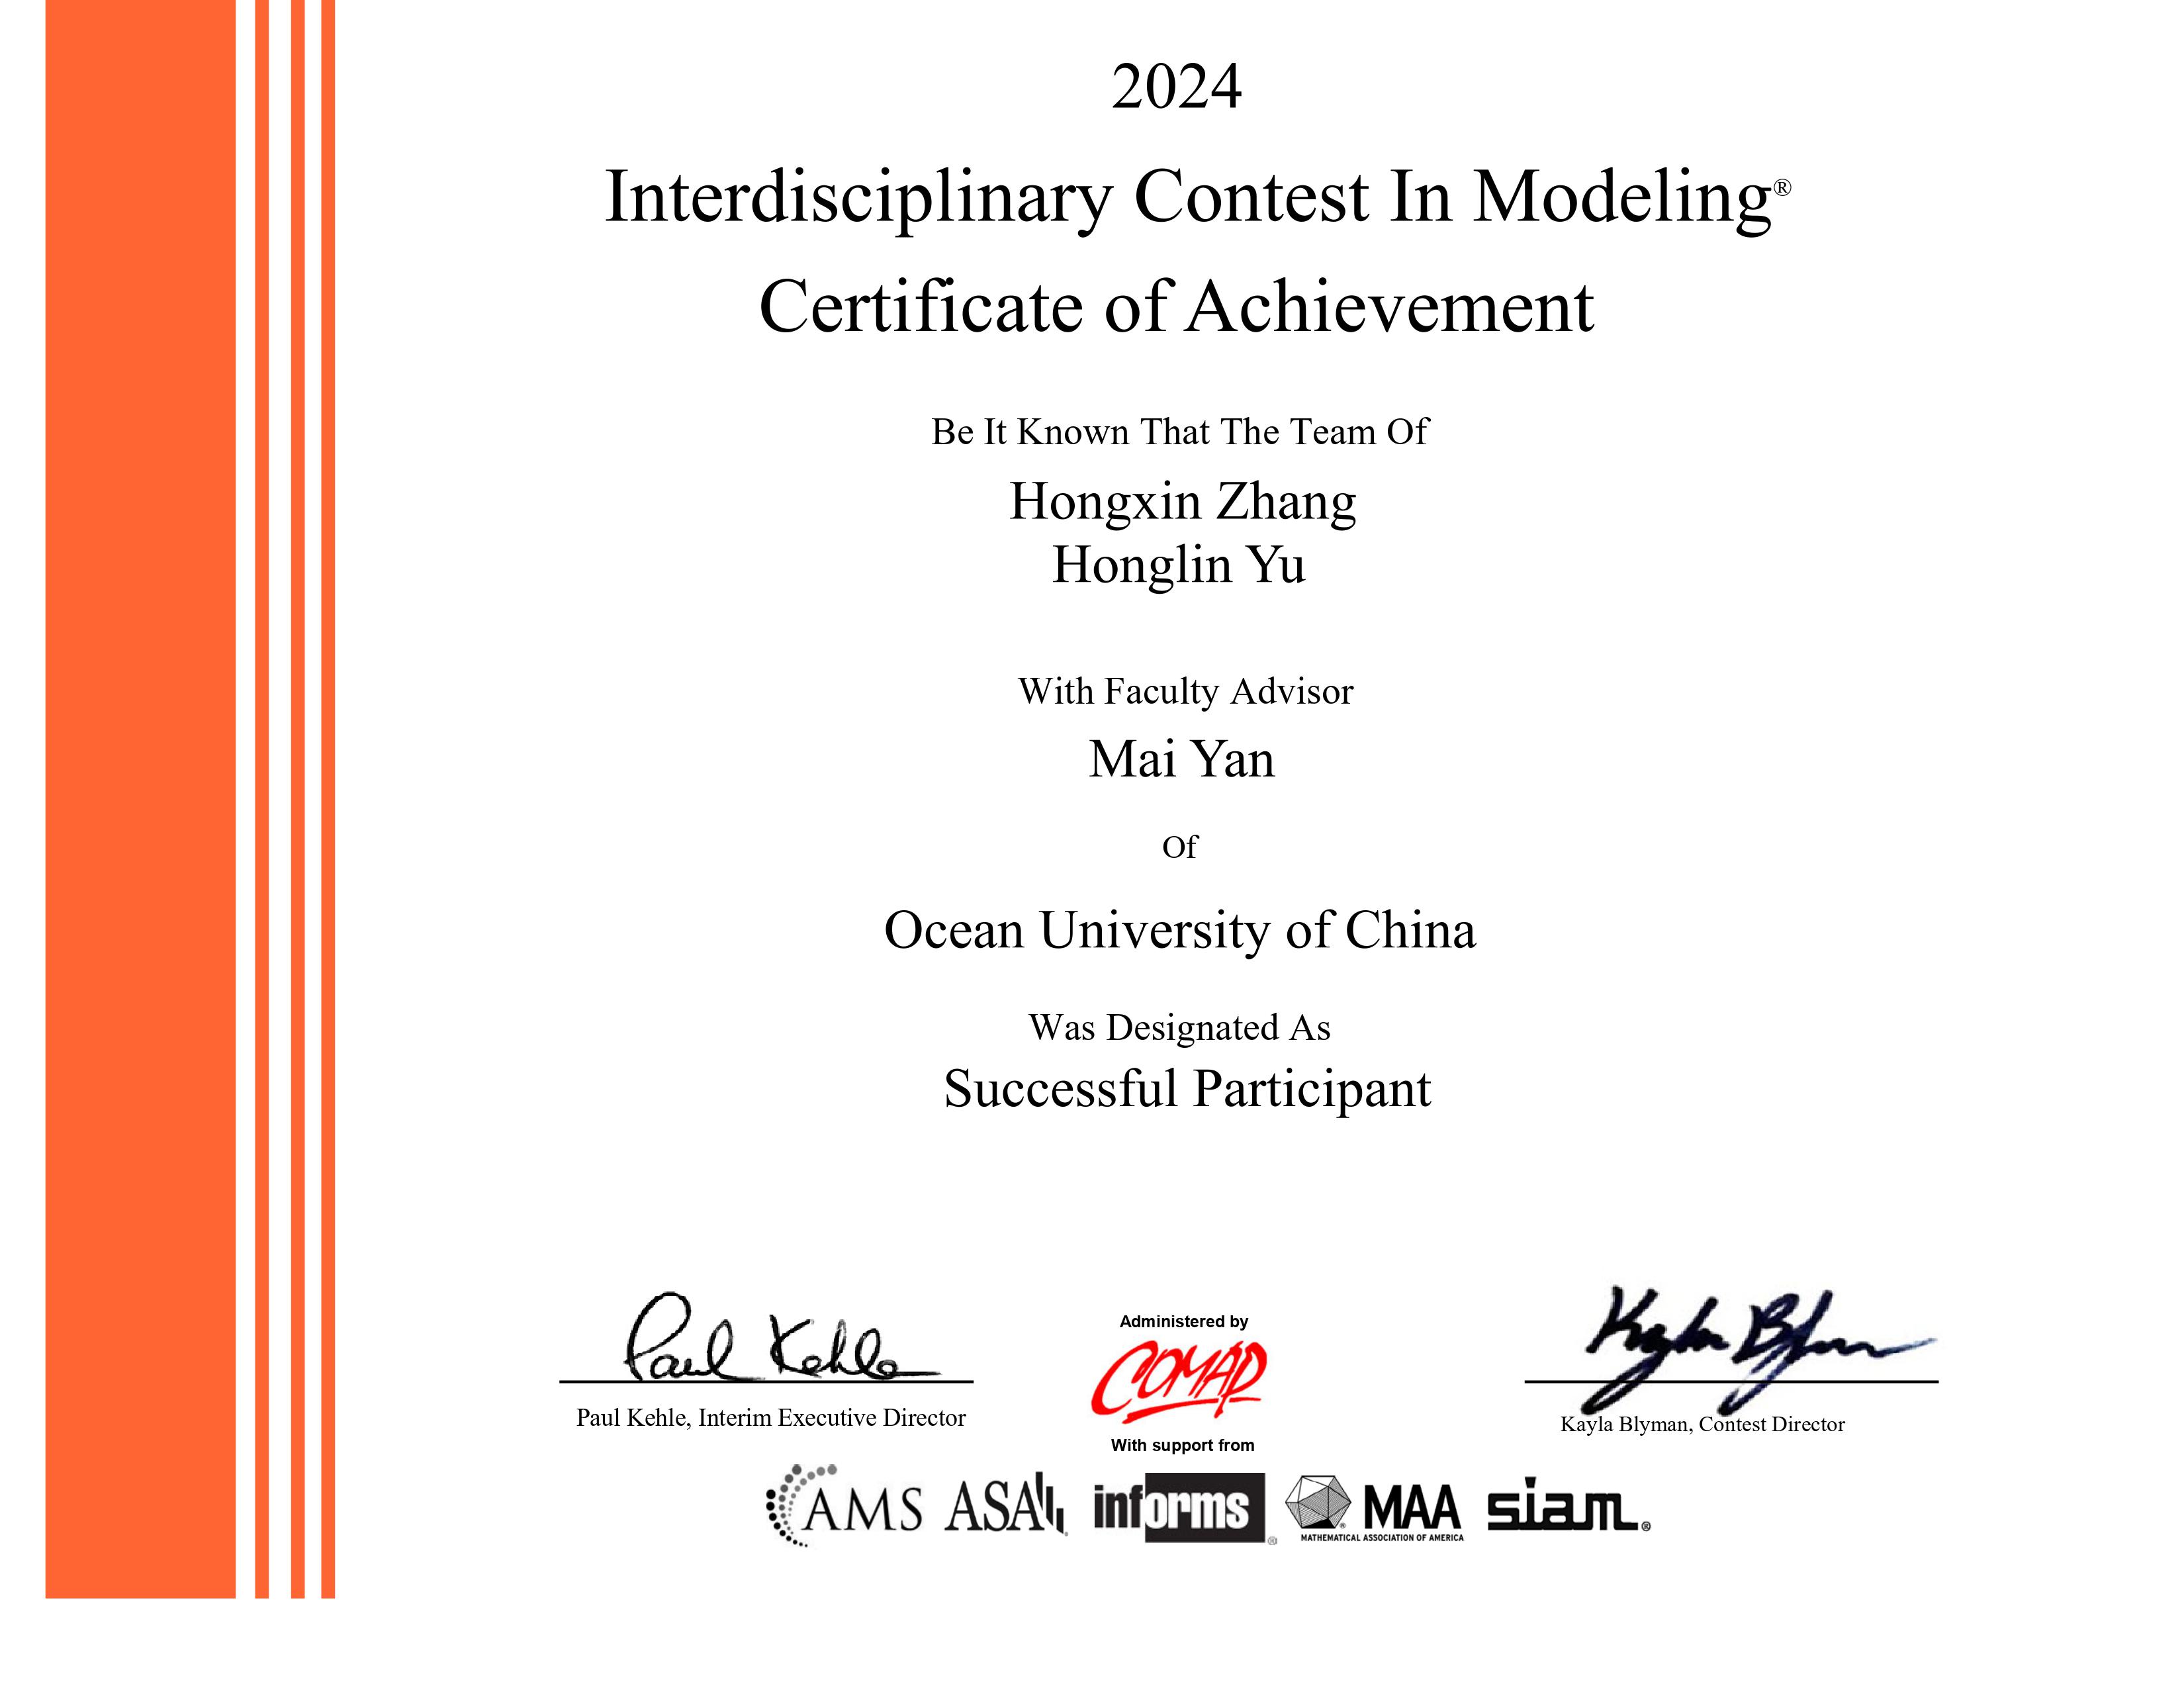 2024
Interdisciplinary Contest In Modeling®
Certificate of Achievement
Be It Known That The Team Of
Hongxin Zhang
Honglin Yu
With Faculty Advisor
Mai Yan
Of
Ocean University of China
Was Designated As
Successful Participant
Paul Kehle
Paul Kehle, Interim Executive Director
Administered by
COMAP
With support from
Kayla Blyman
Kayla Blyman, Contest Director
AMS ASA informs® MAA siam®
MATHEMATICAL ASSOCIATION OF AMERICA